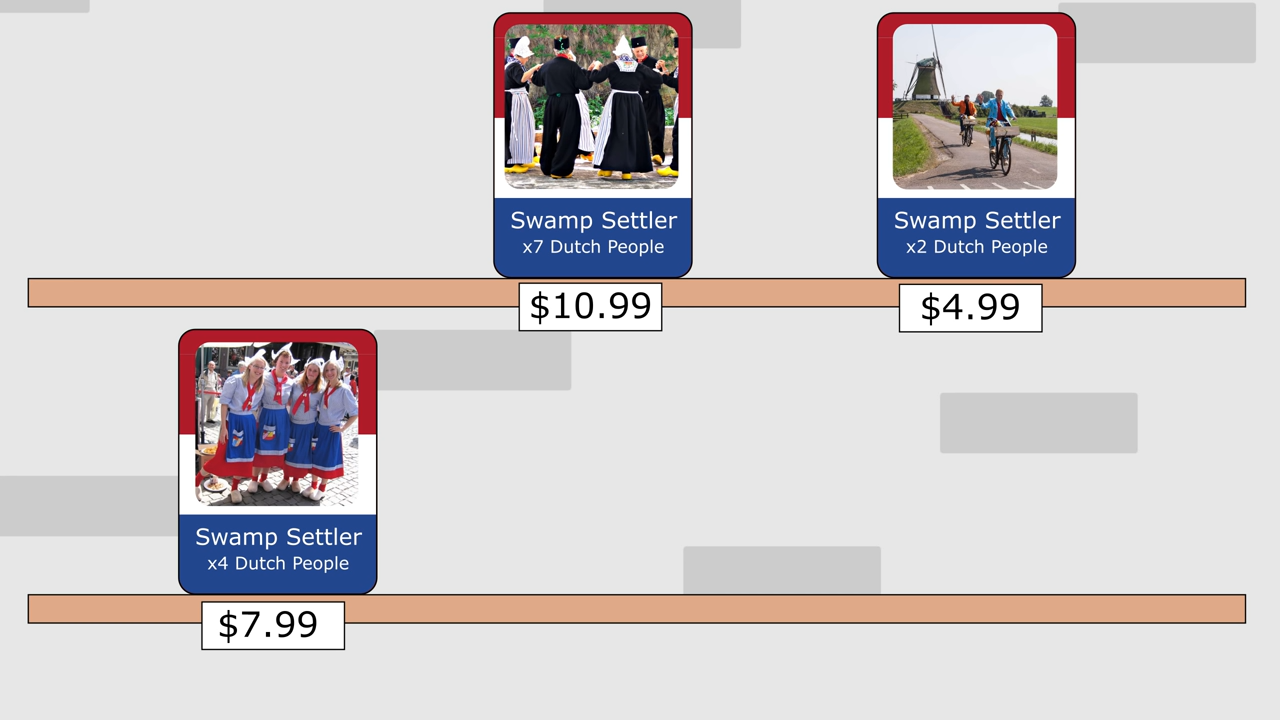 Swamp Settler
x7 Dutch People
$10.99
Swamp Settler
x2 Dutch People
$4.99
Swamp Settler
x4 Dutch People
$7.99